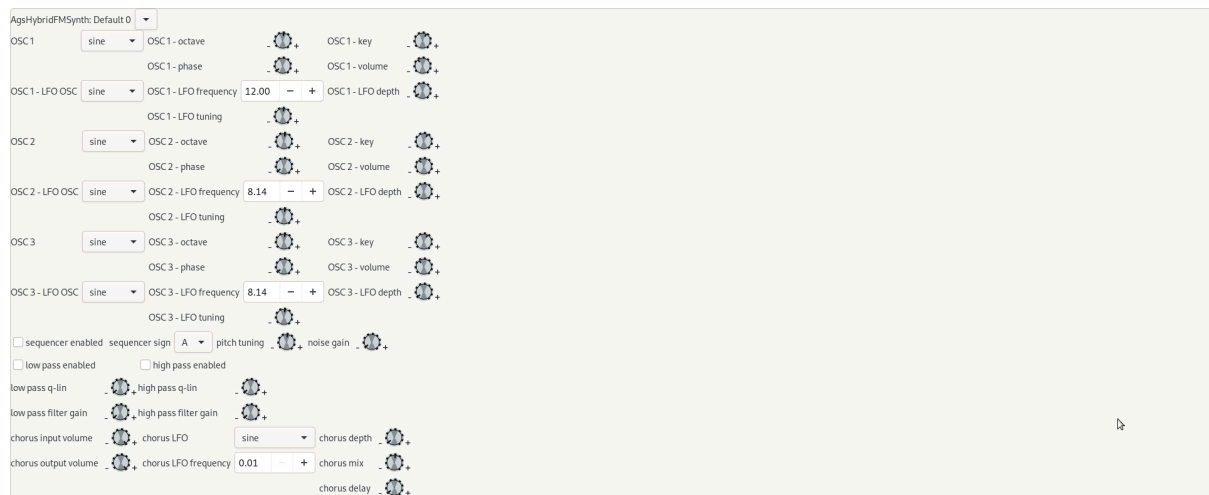 AgsHybridFMSynth: Default 0
OSC 1 sine OSC 1 - octave - + OSC 1 - key - +
OSC 1 - phase - + OSC 1 - volume - +
OSC 1 - LFO OSC sine OSC 1 - LFO frequency 12.00 − + OSC 1 - LFO depth - +
OSC 1 - LFO tuning - +
OSC 2 sine OSC 2 - octave - + OSC 2 - key - +
OSC 2 - phase - + OSC 2 - volume - +
OSC 2 - LFO OSC sine OSC 2 - LFO frequency 8.14 − + OSC 2 - LFO depth - +
OSC 2 - LFO tuning - +
OSC 3 sine OSC 3 - octave - + OSC 3 - key - +
OSC 3 - phase - + OSC 3 - volume - +
OSC 3 - LFO OSC sine OSC 3 - LFO frequency 8.14 − + OSC 3 - LFO depth - +
OSC 3 - LFO tuning - +
sequencer enabled sequencer sign A pitch tuning - + noise gain - +
low pass enabled high pass enabled
low pass q-lin - + high pass q-lin - +
low pass filter gain - + high pass filter gain - +
chorus input volume - + chorus LFO sine chorus depth - +
chorus output volume - + chorus LFO frequency 0.01 − + chorus mix - +
chorus delay - +